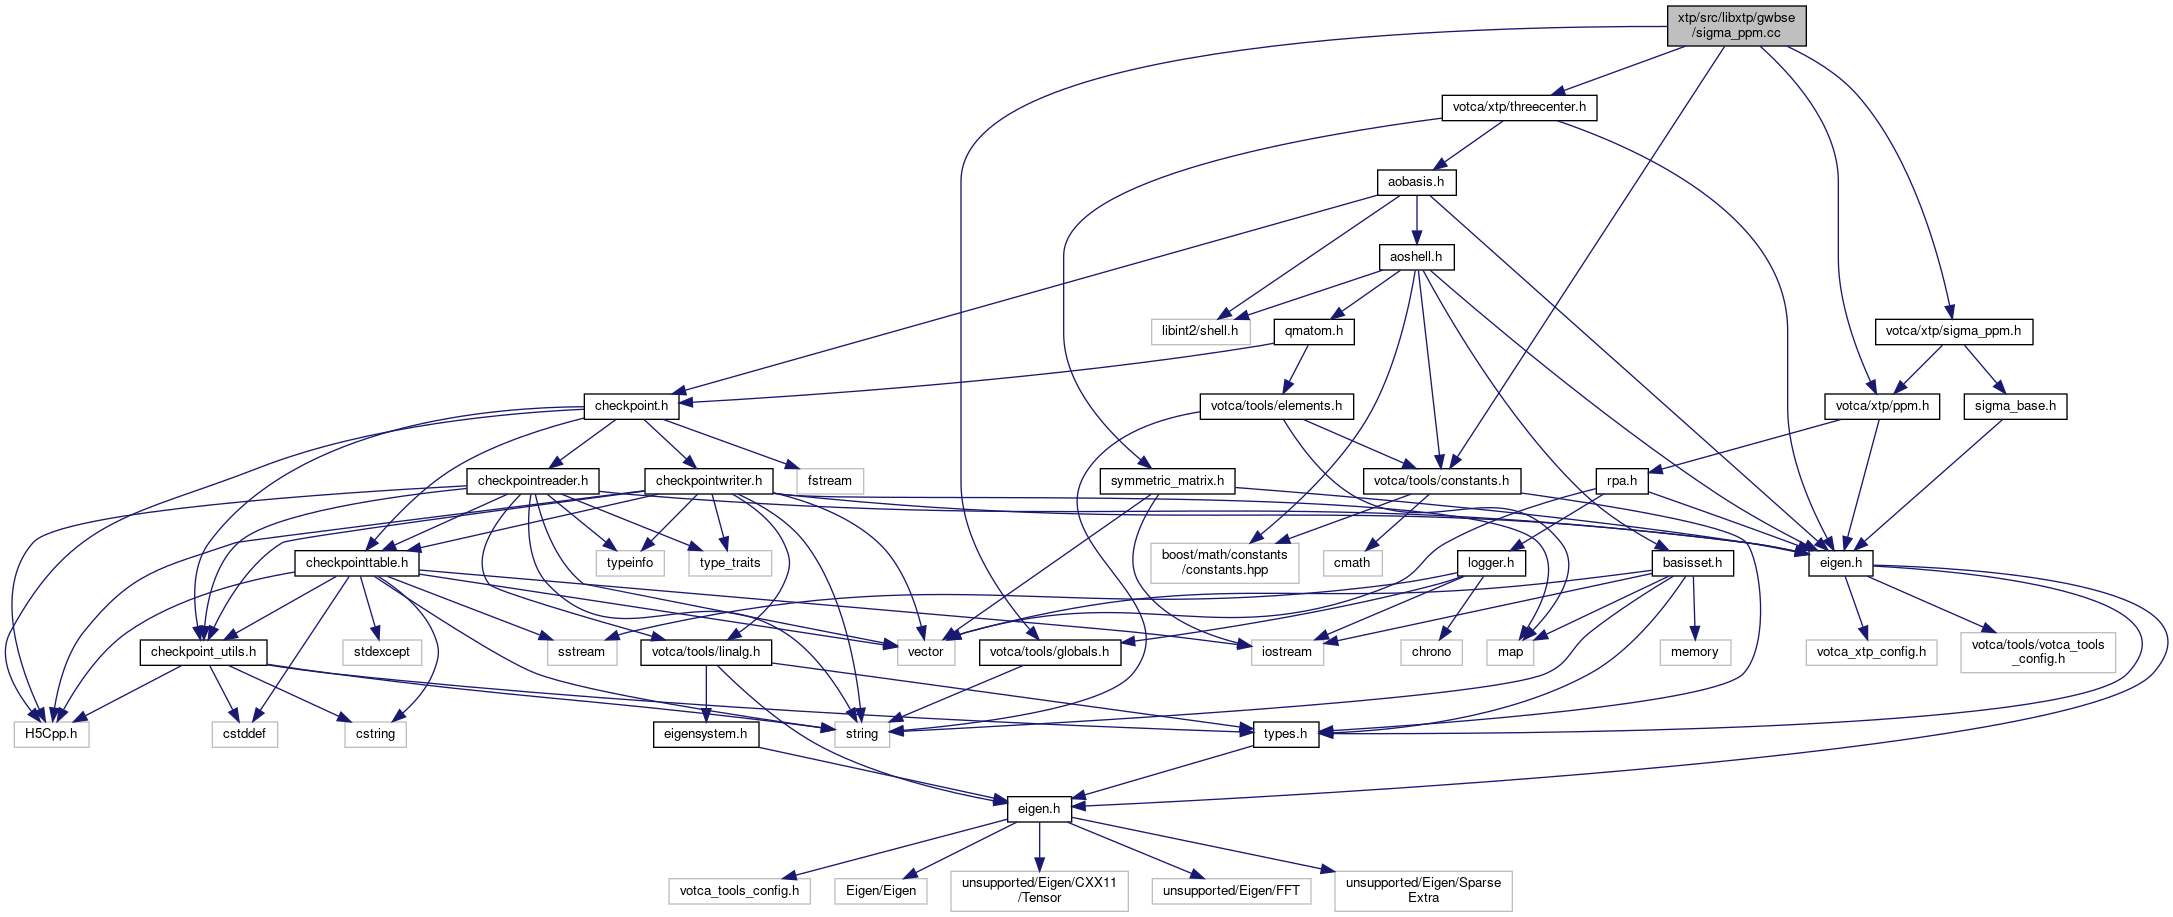 xtp/src/libxtp/gwbse
/sigma_ppm.cc
votca/xtp/threecenter.h
aobasis.h
aoshell.h
libint2/shell.h
qmatom.h
votca/xtp/sigma_ppm.h
checkpoint.h
votca/tools/elements.h
votca/xtp/ppm.h
sigma_base.h
checkpointreader.h
checkpointwriter.h
fstream
symmetric_matrix.h
votca/tools/constants.h
rpa.h
checkpointtable.h
typeinfo
type_traits
boost/math/constants
/constants.hpp
cmath
logger.h
basisset.h
eigen.h
checkpoint_utils.h
stdexcept
sstream
votca/tools/linalg.h
vector
votca/tools/globals.h
iostream
chrono
map
memory
votca_xtp_config.h
votca/tools/votca_tools
_config.h
H5Cpp.h
cstddef
cstring
eigensystem.h
string
types.h
eigen.h
votca_tools_config.h
Eigen/Eigen
unsupported/Eigen/CXX11
/Tensor
unsupported/Eigen/FFT
unsupported/Eigen/Sparse
Extra